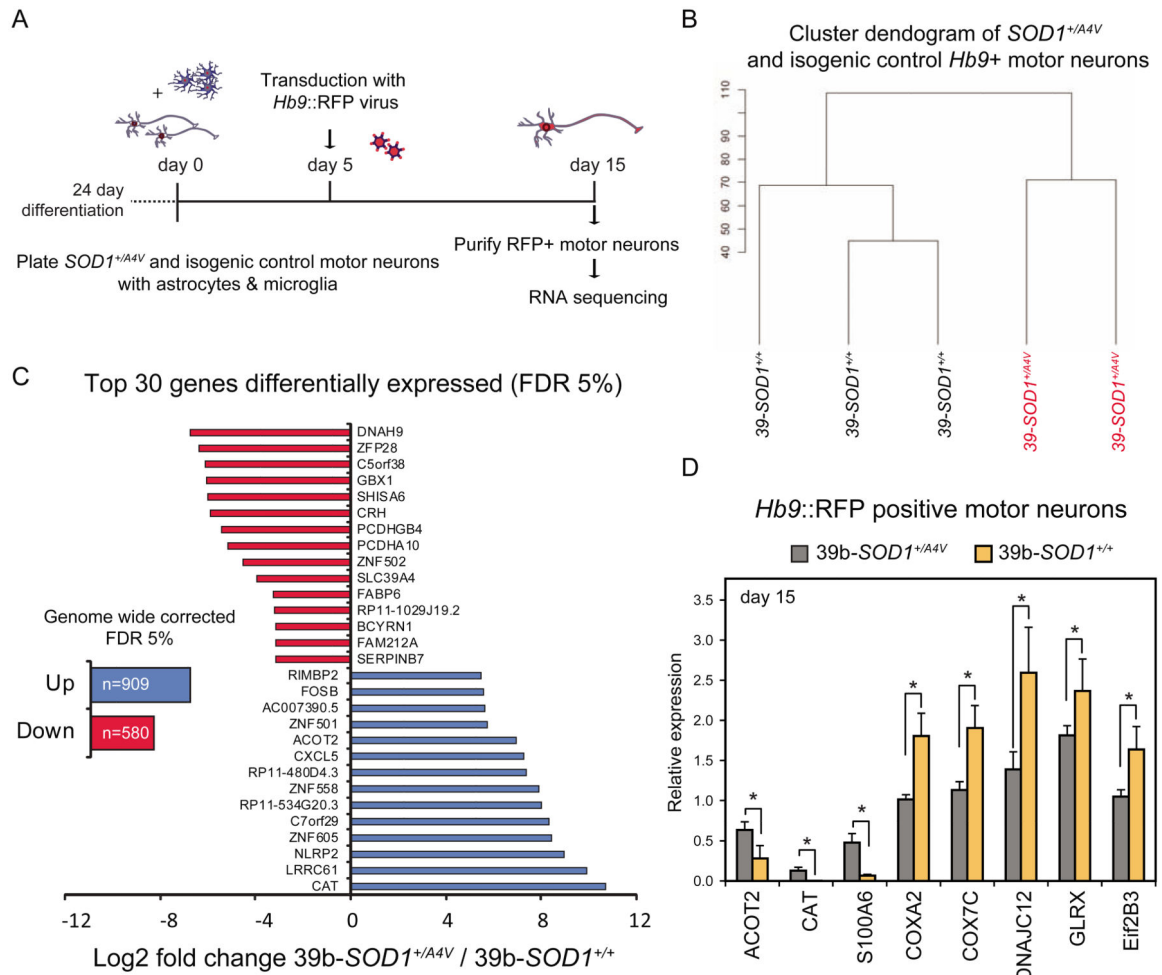 A
+
Transduction with
Hb9::RFP virus
day 0
day 5
day 15
24 day
differentiation
Plate SOD1+/A4V and isogenic control motor neurons
with astrocytes & microglia
Purify RFP+ motor neurons
RNA sequencing
B
Cluster dendogram of SOD1+/A4V
and isogenic control Hb9+ motor neurons
110
100
90
80
70
60
50
40
39-SOD1+/+
39-SOD1+/+
39-SOD1+/+
39-SOD1+/A4V
39-SOD1+/A4V
C
Top 30 genes differentially expressed (FDR 5%)
DNAH9
ZFP28
C5orf38
GBX1
SHISA6
CRH
PCDHGB4
PCDHA10
ZNF502
SLC39A4
FABP6
RP11-1029J19.2
BCYRN1
FAM212A
SERPINB7
RIMBP2
FOSB
AC007390.5
ZNF501
ACOT2
CXCL5
RP11-480D4.3
ZNF558
RP11-534G20.3
C7orf29
ZNF605
NLRP2
LRRC61
CAT
Genome wide corrected
FDR 5%
Up
n=909
Down
n=580
-12
-8
-4
0
4
8
12
Log2 fold change 39b-SOD1+/A4V / 39b-SOD1+/+
D
Hb9::RFP positive motor neurons
39b-SOD1+/A4V
39b-SOD1+/+
day 15
Relative expression
3.5
3.0
2.5
2.0
1.5
1.0
0.5
0.0
*
*
*
*
*
*
*
*
ACOT2
CAT
S100A6
COXA2
COX7C
DNAJC12
GLRX
Eif2B3